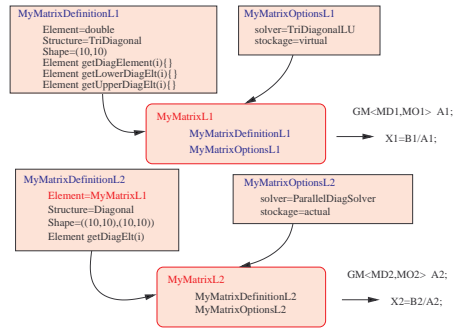 MyMatrixDefinitionL1
Element=double
Structure=TriDiagonal
Shape=(10,10)
Element getDiagElement(i){}
Element getLowerDiagElt(i){}
Element getUpperDiagElt(i){}
MyMatrixOptionsL1
solver=TriDiagonalLU
stockage=virtual
MyMatrixL1
MyMatrixDefinitionL1
MyMatrixOptionsL1
GM<MD1,MO1> A1;
X1=B1/A1;
MyMatrixDefinitionL2
Element=MyMatrixL1
Structure=Diagonal
Shape=((10,10),(10,10))
Element getDiagElt(i)
MyMatrixOptionsL2
solver=ParallelDiagSolver
stockage=actual
MyMatrixL2
MyMatrixDefinitionL2
MyMatrixOptionsL2
GM<MD2,MO2> A2;
X2=B2/A2;